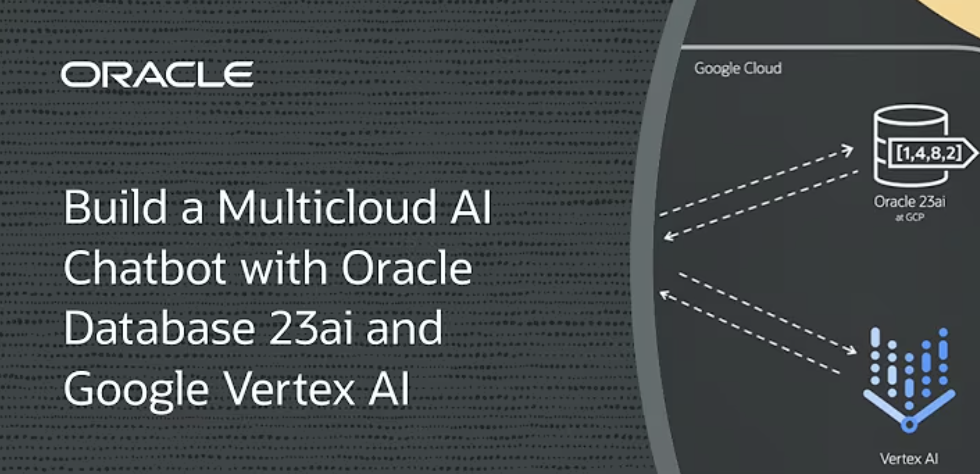 ORACLE
Build a Multicloud AI
Chatbot with Oracle
Database 23ai and
Google Vertex AI
Google Cloud
[1,4,8,2]
Oracle 23ai
at GCP
Vertex AI